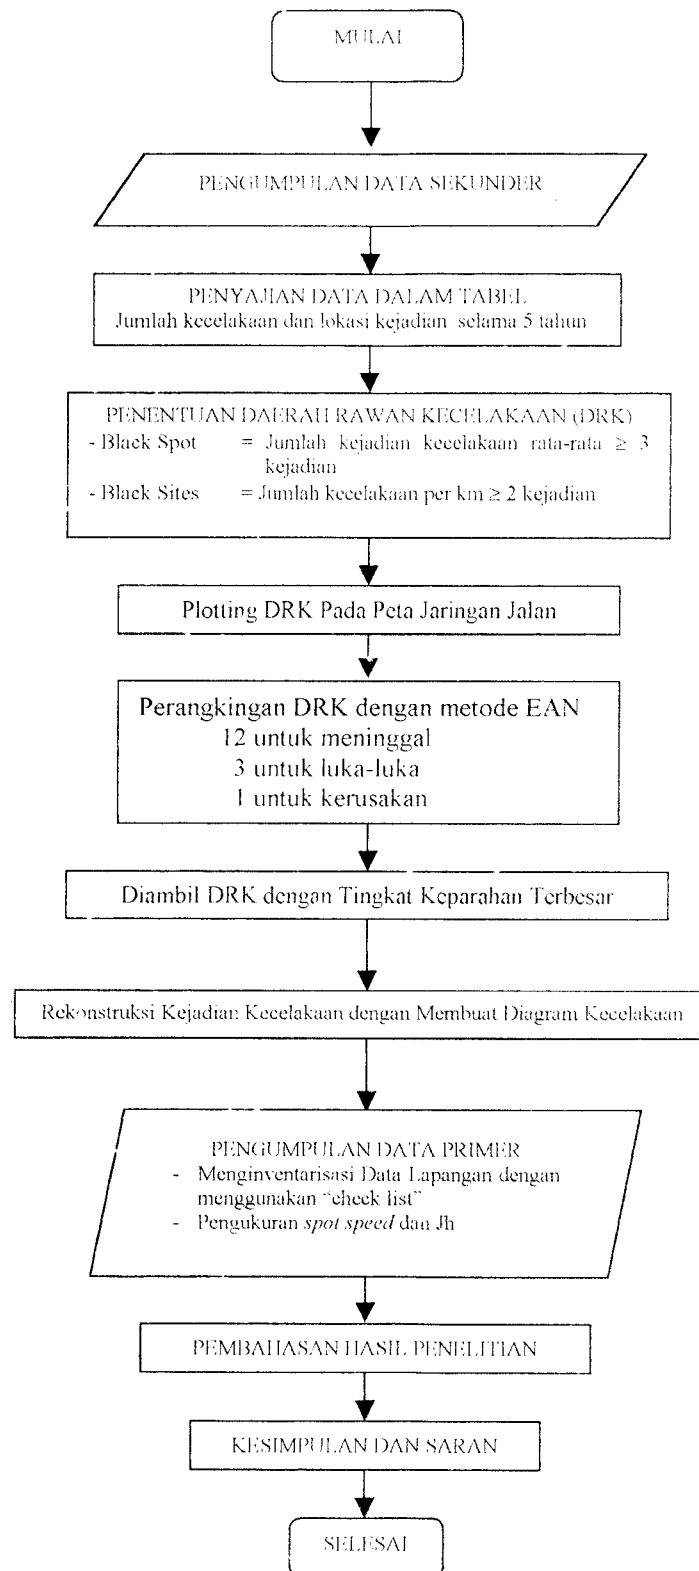 MULAI
PENGUMPULAN DATA SEKUNDER
PENYAJIAN DATA DALAM TABEL
Jumlah kecelakaan dan lokasi kejadian selama 5 tahun
PENENTUAN DAERAH RAWAN KECELAKAAN (DRK)
- Black Spot = Jumlah kejadian kecelakaan rata-rata ≥ 3
kejadian
- Black Sites = Jumlah kecelakaan per km ≥ 2 kejadian
Plotting DRK Pada Peta Jaringan Jalan
Perangkingan DRK dengan metode EAN
12 untuk meninggal
3 untuk luka-luka
1 untuk kerusakan
Diambil DRK dengan Tingkat Keparahan Terbesar
Rekonstruksi Kejadian Kecelakaan dengan Membuat Diagram Kecelakaan
PENGUMPULAN DATA PRIMER
- Menginventarisasi Data Lapangan dengan
menggunakan "check list"
- Pengukuran spot speed dan Jh
PEMBAHASAN HASIL PENELITIAN
KESIMPULAN DAN SARAN
SELESAI